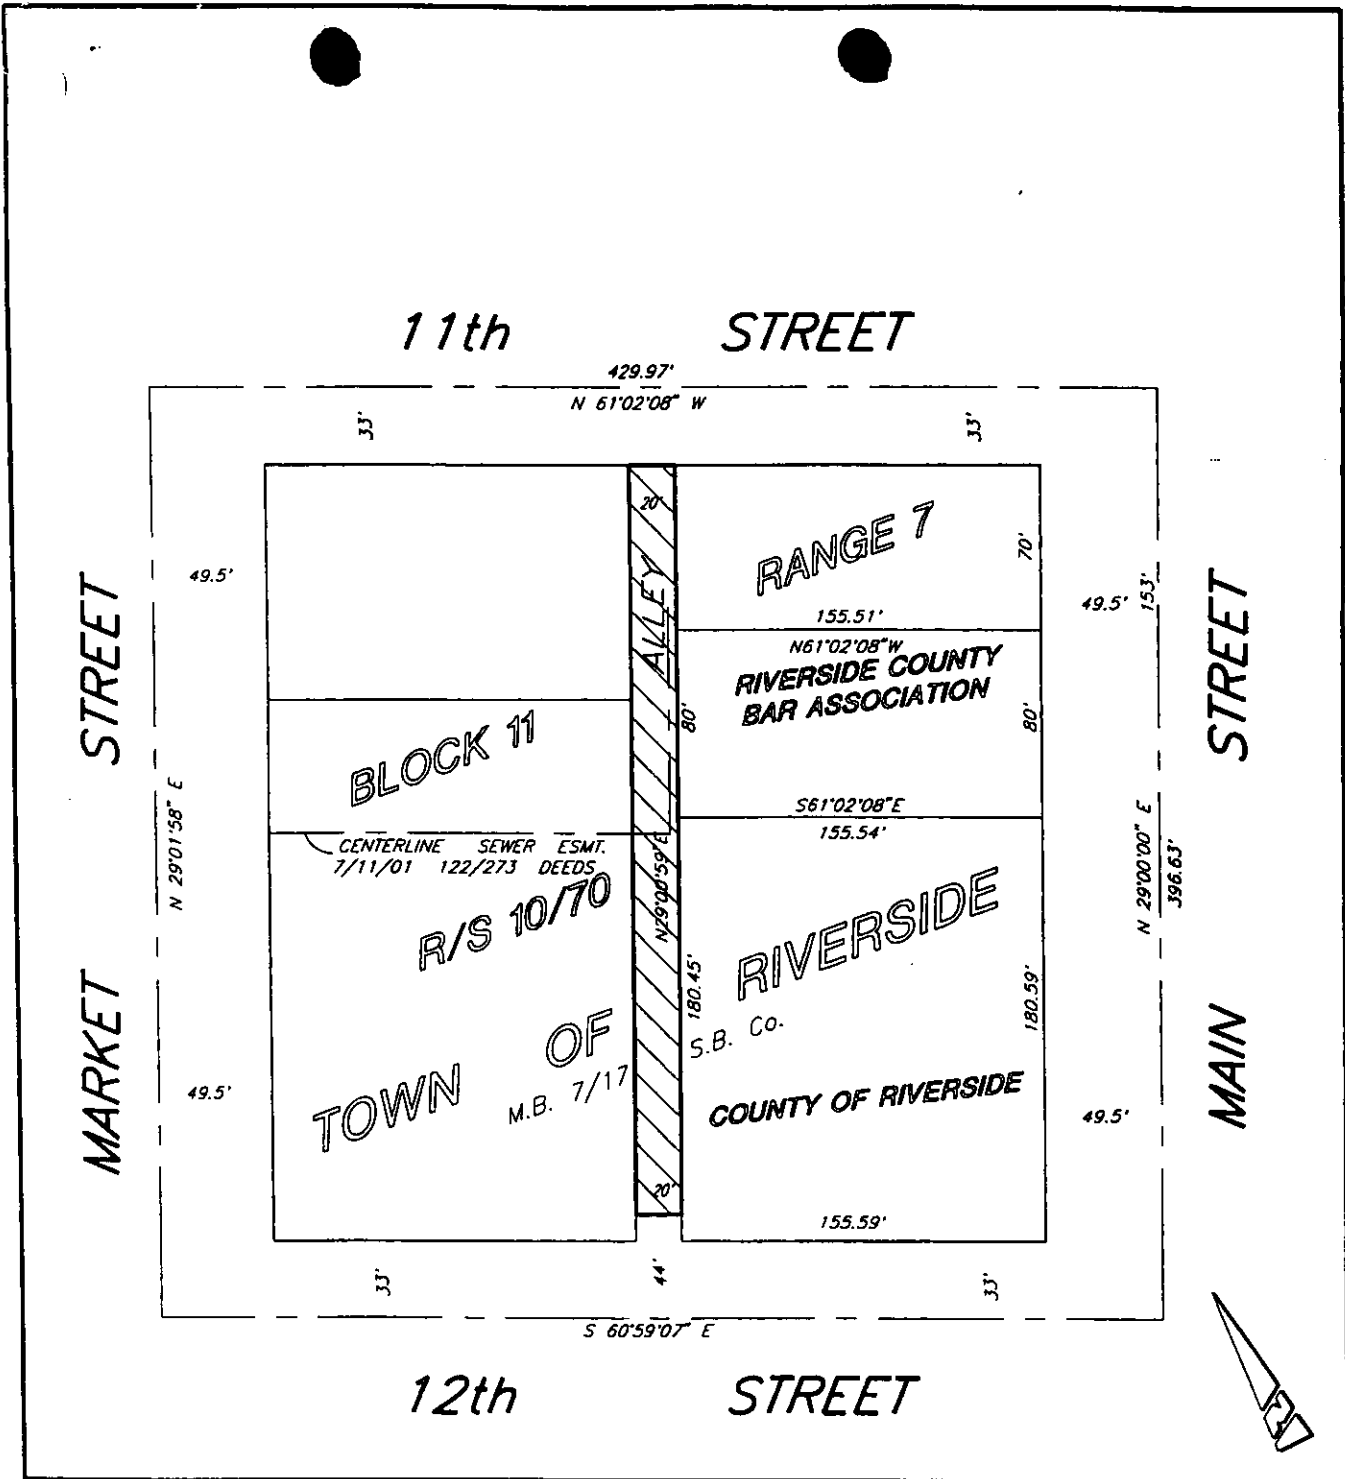 11th STREET
429.97'
N 61°02'08" W
33'
33'
20'
RANGE 7
70'
49.5'
49.5'
153'
ALLEY
155.51'
N61°02'08"W
RIVERSIDE COUNTY
BAR ASSOCIATION
80'
80'
STREET
STREET
BLOCK 11
S61°02'08"E
155.54'
N 29°01'58" E
CENTERLINE SEWER ESMT.
7/11/01 122/273 DEEDS
N29°00'59"E
N 29°00'00" E
396.63'
R/S 10/70
RIVERSIDE
180.45'
180.59'
S.B. Co.
MARKET
MAIN
TOWN OF
M.B. 7/17
49.5'
COUNTY OF RIVERSIDE
49.5'
20'
155.59'
33'
44'
33'
S 60°59'07" E
12th STREET
N